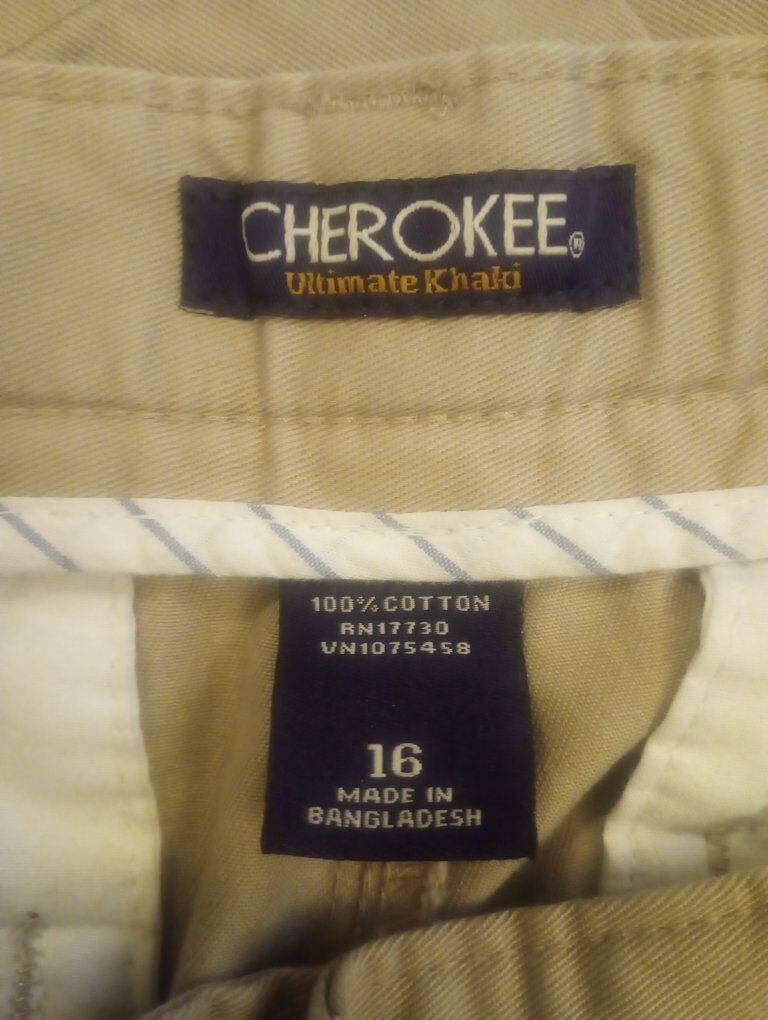 CHEROKEE®
Ultimate Khaki
100% COTTON
RN17730
VN1075458
16
MADE IN
BANGLADESH